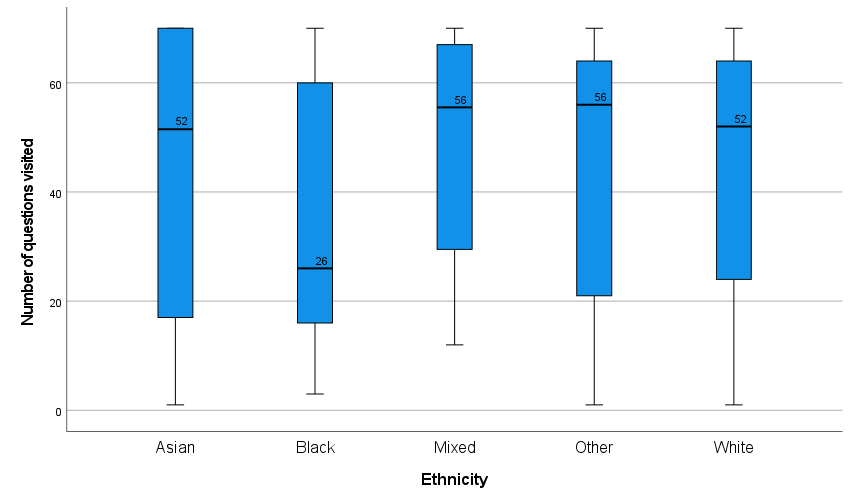 Number of questions visited
60
40
20
0
52
26
56
56
52
Asian
Black
Mixed
Other
White
Ethnicity